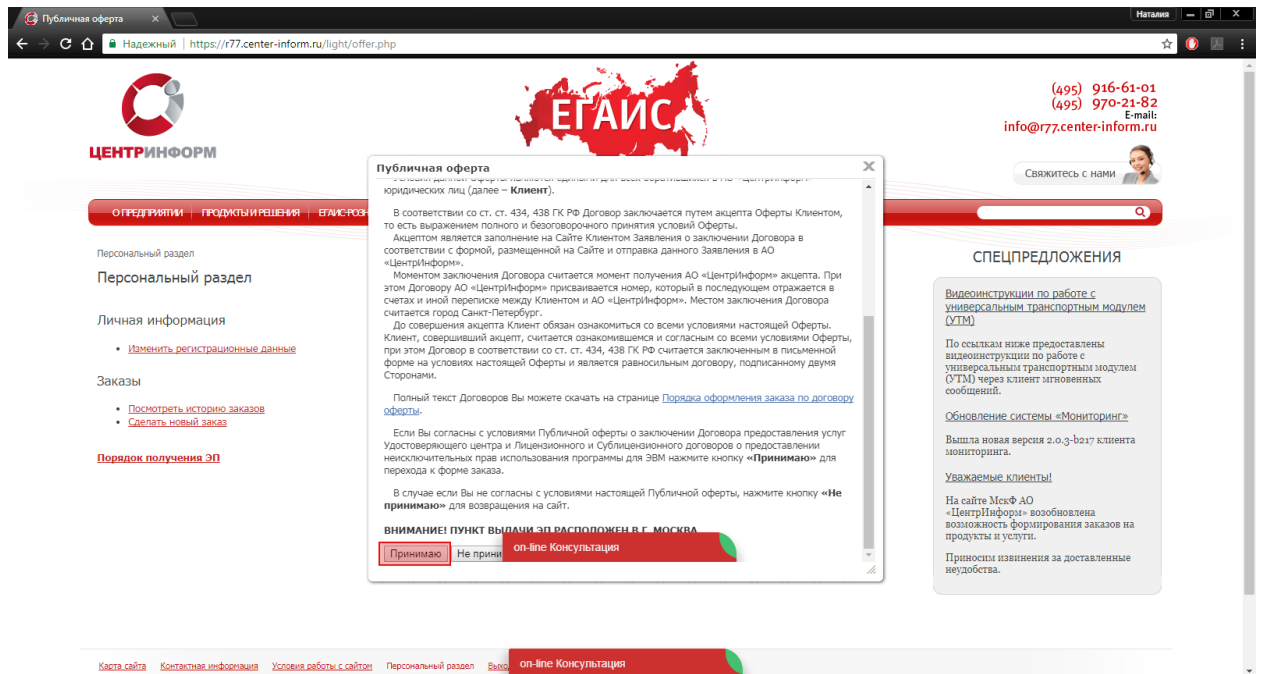 Публичная оферта
Наталия
Надежный
https://r77.center-inform.ru/light/offer.php
ЦЕНТРИНФОРМ
ЕГАИС
(495) 916-61-01
(495) 970-21-82
E-mail:
info@r77.center-inform.ru
Свяжитесь с нами
О ПРЕДПРИЯТИИ
ПРОДУКТЫ И РЕШЕНИЯ
ЕГАИС-РОЗН
Персональный раздел
Персональный раздел
Личная информация
Изменить регистрационные данные
Заказы
Посмотреть историю заказов
Сделать новый заказ
Порядок получения ЭП
Публичная оферта
юридических лиц (далее – Клиент).
В соответствии со ст. ст. 434, 438 ГК РФ Договор заключается путем акцепта Оферты Клиентом,
то есть выражением полного и безоговорочного принятия условий Оферты.
Акцептом является заполнение на Сайте Клиентом Заявления о заключении Договора в
соответствии с формой, размещенной на Сайте и отправка данного Заявления в АО
«ЦентрИнформ».
Моментом заключения Договора считается момент получения АО «ЦентрИнформ» акцепта. При
этом Договору АО «ЦентрИнформ» присваивается номер, который в последующем отражается в
счетах и иной переписке между Клиентом и АО «ЦентрИнформ». Местом заключения Договора
считается город Санкт-Петербург.
До совершения акцепта Клиент обязан ознакомиться со всеми условиями настоящей Оферты.
Клиент, совершивший акцепт, считается ознакомившемся и согласным со всеми условиями Оферты,
при этом Договор в соответствии со ст. ст. 434, 438 ГК РФ считается заключенным в письменной
форме на условиях настоящей Оферты и является равносильным договору, подписанному двумя
Сторонами.
Полный текст Договоров Вы можете скачать на странице Порядка оформления заказа по договору
оферты.
Если Вы согласны с условиями Публичной оферты о заключении Договора предоставления услуг
Удостоверяющего центра и Лицензионного и Сублицензионного договоров о предоставлении
неисключительных прав использования программы для ЭВМ нажмите кнопку «Принимаю» для
перехода к форме заказа.
В случае если Вы не согласны с условиями настоящей Публичной оферты, нажмите кнопку «Не
принимаю» для возвращения на сайт.
ВНИМАНИЕ! ПУНКТ ВЫДАЧИ ЭП РАСПОЛОЖЕН В Г. МОСКВА
Принимаю
Не прини
on-line Консультация
СПЕЦПРЕДЛОЖЕНИЯ
Видеоинструкции по работе с
универсальным транспортным модулем
(УТМ)
По ссылкам ниже предоставлены
видеоинструкции по работе с
универсальным транспортным модулем
(УТМ) через клиент мгновенных
сообщений.
Обновление системы «Мониторинг»
Вышла новая версия 2.0.3-b217 клиента
мониторинга.
Уважаемые клиенты!
На сайте МскФ АО
«ЦентрИнформ» возобновлена
возможность формирования заказов на
продукты и услуги.
Приносим извинения за доставленные
неудобства.
Карта сайта
Контактная информация
Условия работы с сайтом
Персональный раздел
Выхо
on-line Консультация